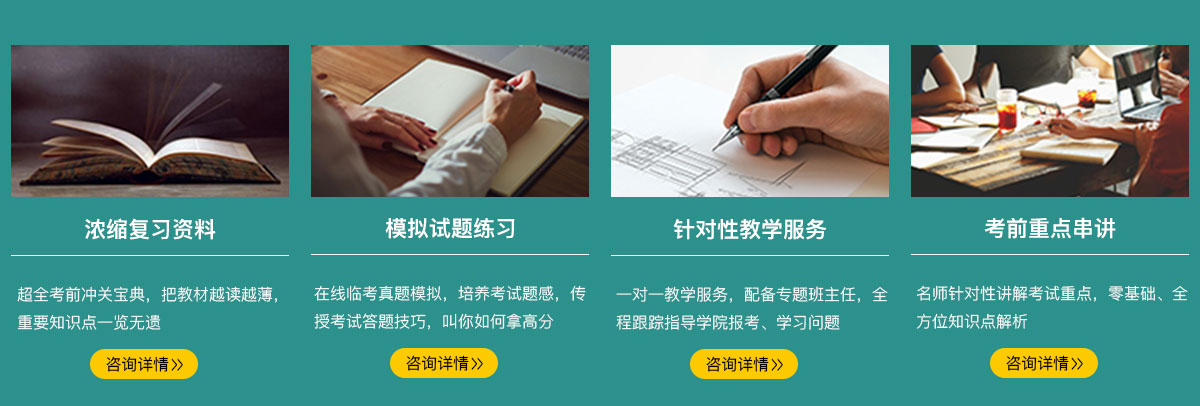 浓缩复习资料
超全考前冲关宝典，把教材越读越薄，
重要知识点一览无遗
咨询详情
模拟试题练习
在线临考真题模拟，培养考试题感，传
授考试答题技巧，叫你如何拿高分
咨询详情
针对性教学服务
一对一教学服务，配备专题班主任，全
程跟踪指导学院报考、学习问题
咨询详情
考前重点串讲
名师针对性讲解考试重点，零基础、全
方位知识点解析
咨询详情